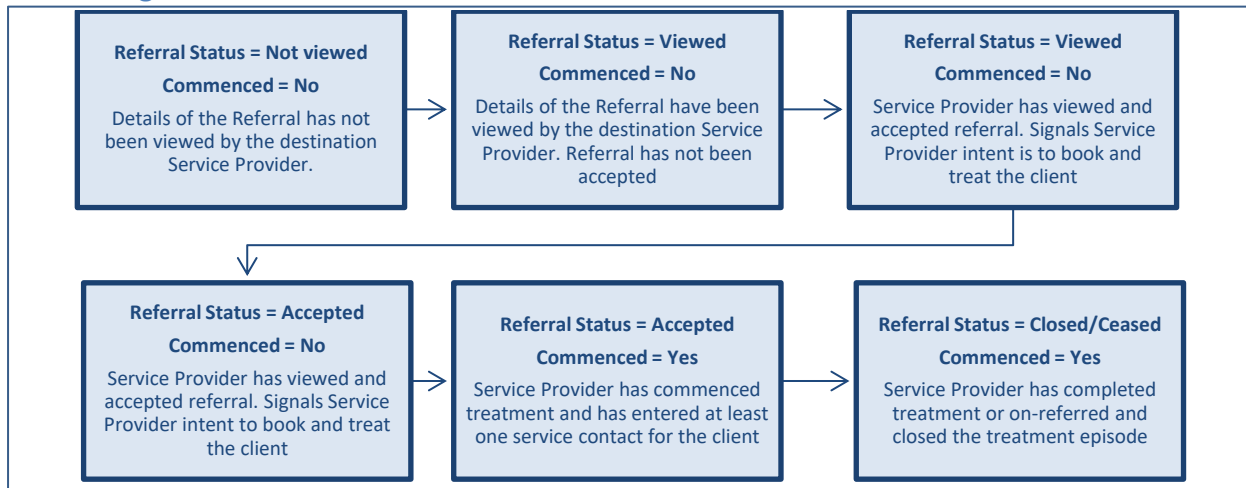 Referral Status = Not viewed
Commenced = No
Details of the Referral has not
been viewed by the destination
Service Provider.
Referral Status = Viewed
Commenced = No
Details of the Referral have been
viewed by the destination Service
Provider. Referral has not been
accepted
Referral Status = Viewed
Commenced = No
Service Provider has viewed and
accepted referral. Signals Service
Provider intent is to book and
treat the client
Referral Status = Accepted
Commenced = No
Service Provider has viewed and
accepted referral. Signals Service
Provider intent to book and treat
the client
Referral Status = Accepted
Commenced = Yes
Service Provider has commenced
treatment and has entered at least
one service contact for the client
Referral Status = Closed/Ceased
Commenced = Yes
Service Provider has completed
treatment or on-referred and
closed the treatment episode